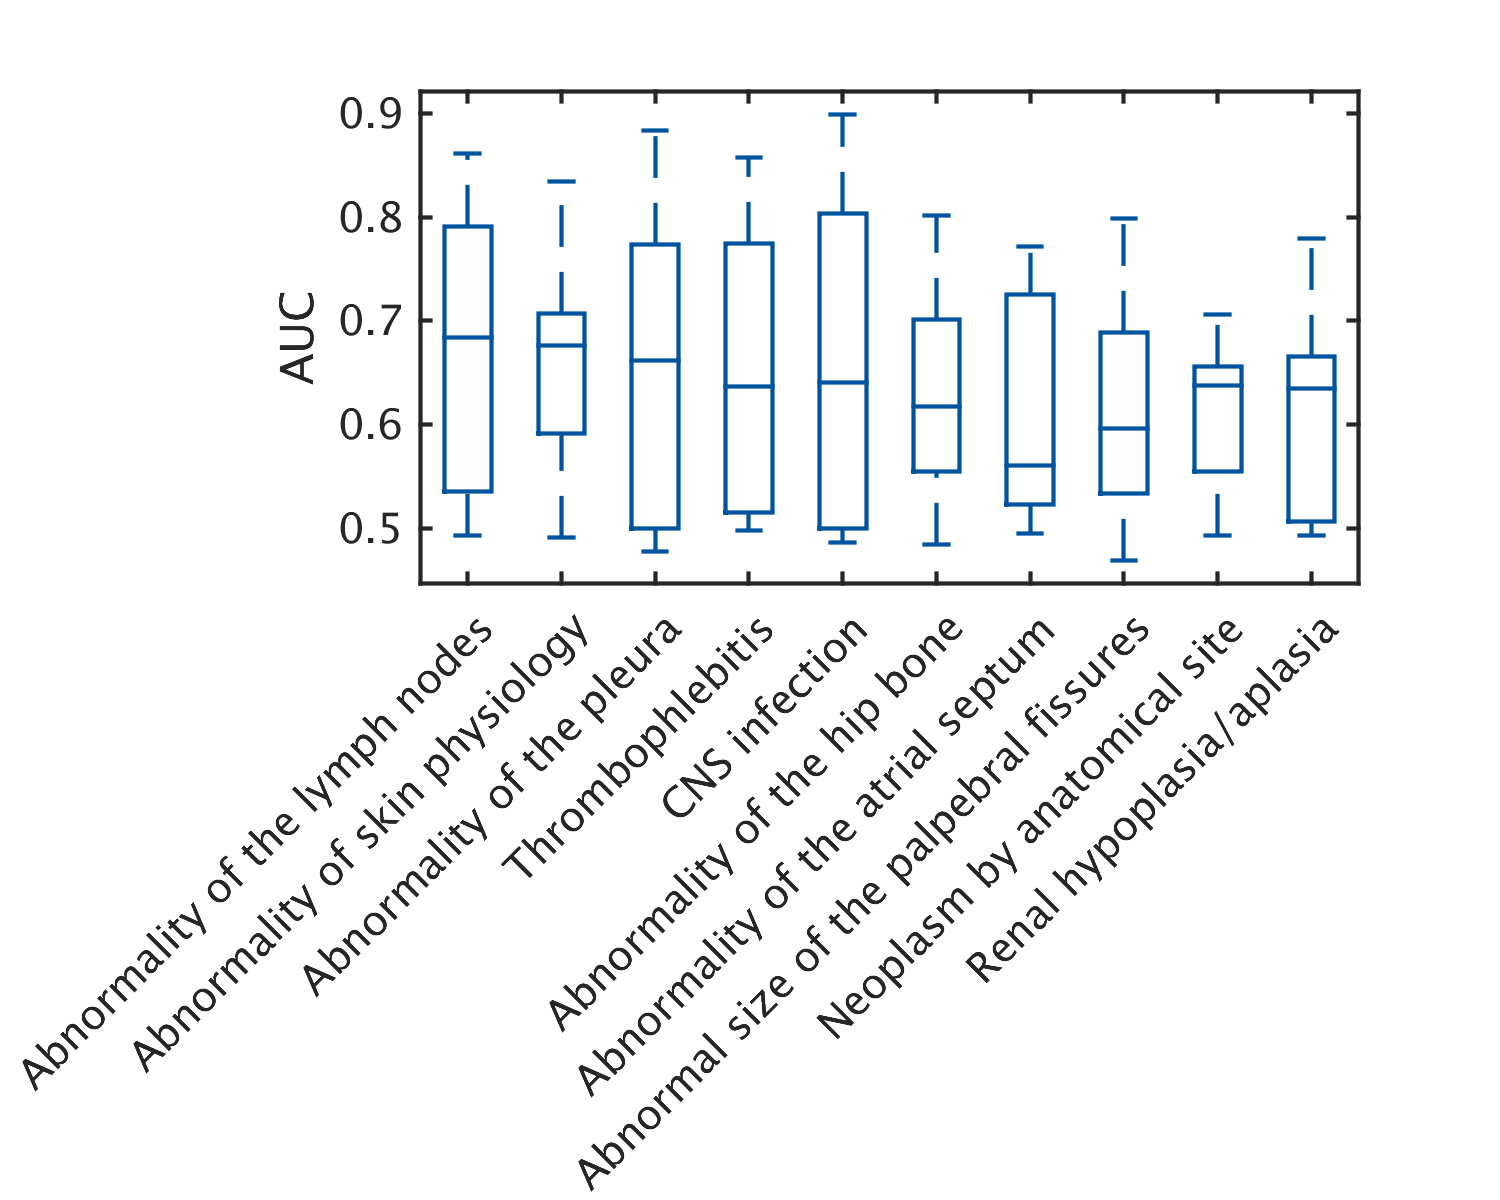 0.9
0.8
0.7
0.6
0.5
AUC
Abnormality of the lymph nodes
Abnormality of skin physiology
Abnormality of the pleura
Thrombophlebitis
CNS infection
Abnormality of the hip bone
Abnormality of the atrial septum
Abnormal size of the palpebral fissures
Neoplasm by anatomical site
Renal hypoplasia/aplasia